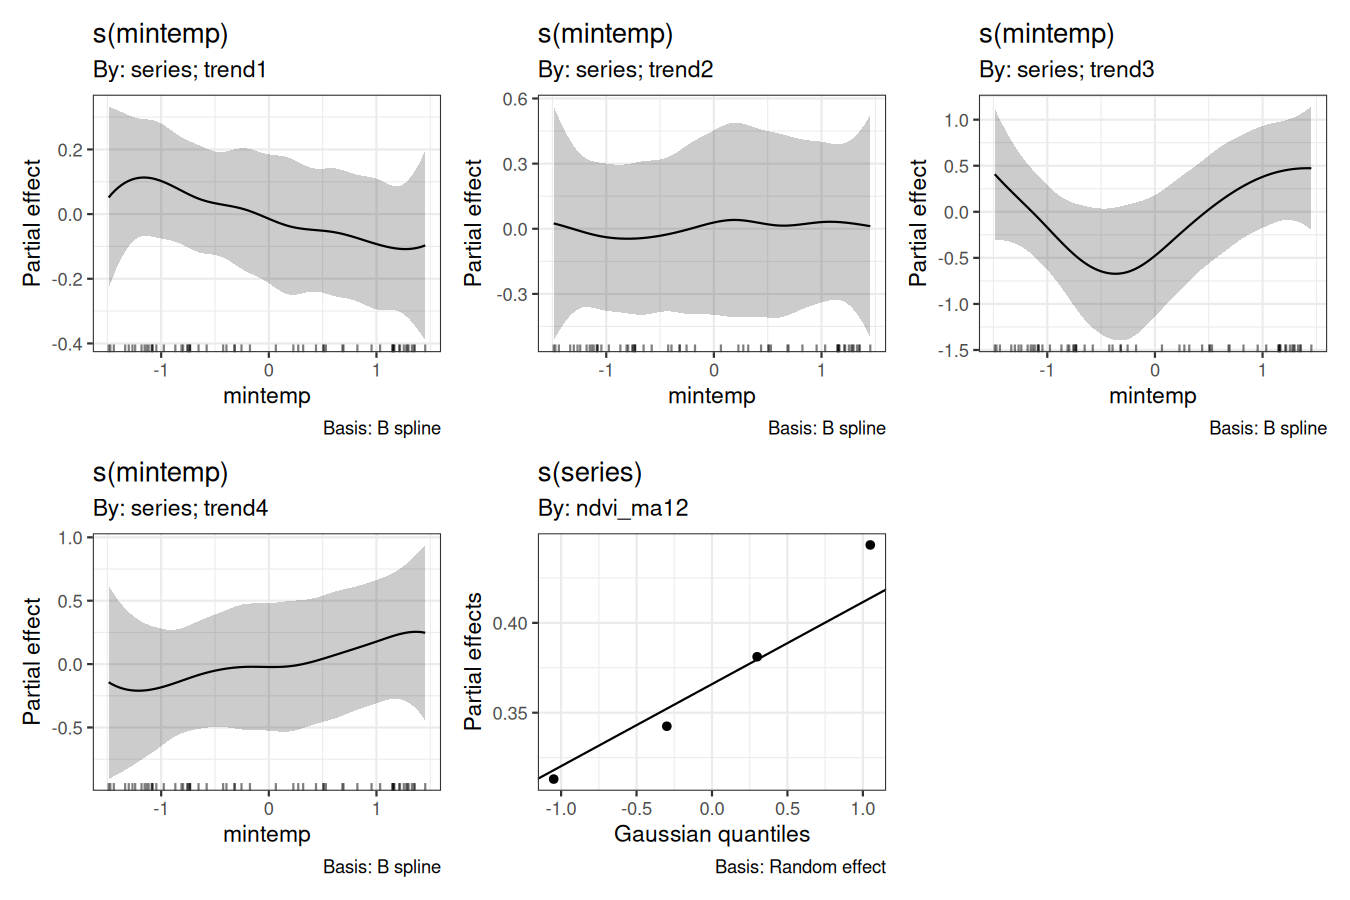 s(mintemp)
By: series; trend1
Partial effect
0.2
0.0
-0.2
-0.4
-1
0
1
mintemp
Basis: B spline
s(mintemp)
By: series; trend2
Partial effect
0.6
0.3
0.0
-0.3
-1
0
1
mintemp
Basis: B spline
s(mintemp)
By: series; trend3
Partial effect
1.0
0.5
0.0
-0.5
-1.0
-1.5
-1
0
1
mintemp
Basis: B spline
s(mintemp)
By: series; trend4
Partial effect
1.0
0.5
0.0
-0.5
-1
0
1
mintemp
Basis: B spline
s(series)
By: ndvi_ma12
Partial effects
0.40
0.35
-1.0
-0.5
0.0
0.5
1.0
Gaussian quantiles
Basis: Random effect